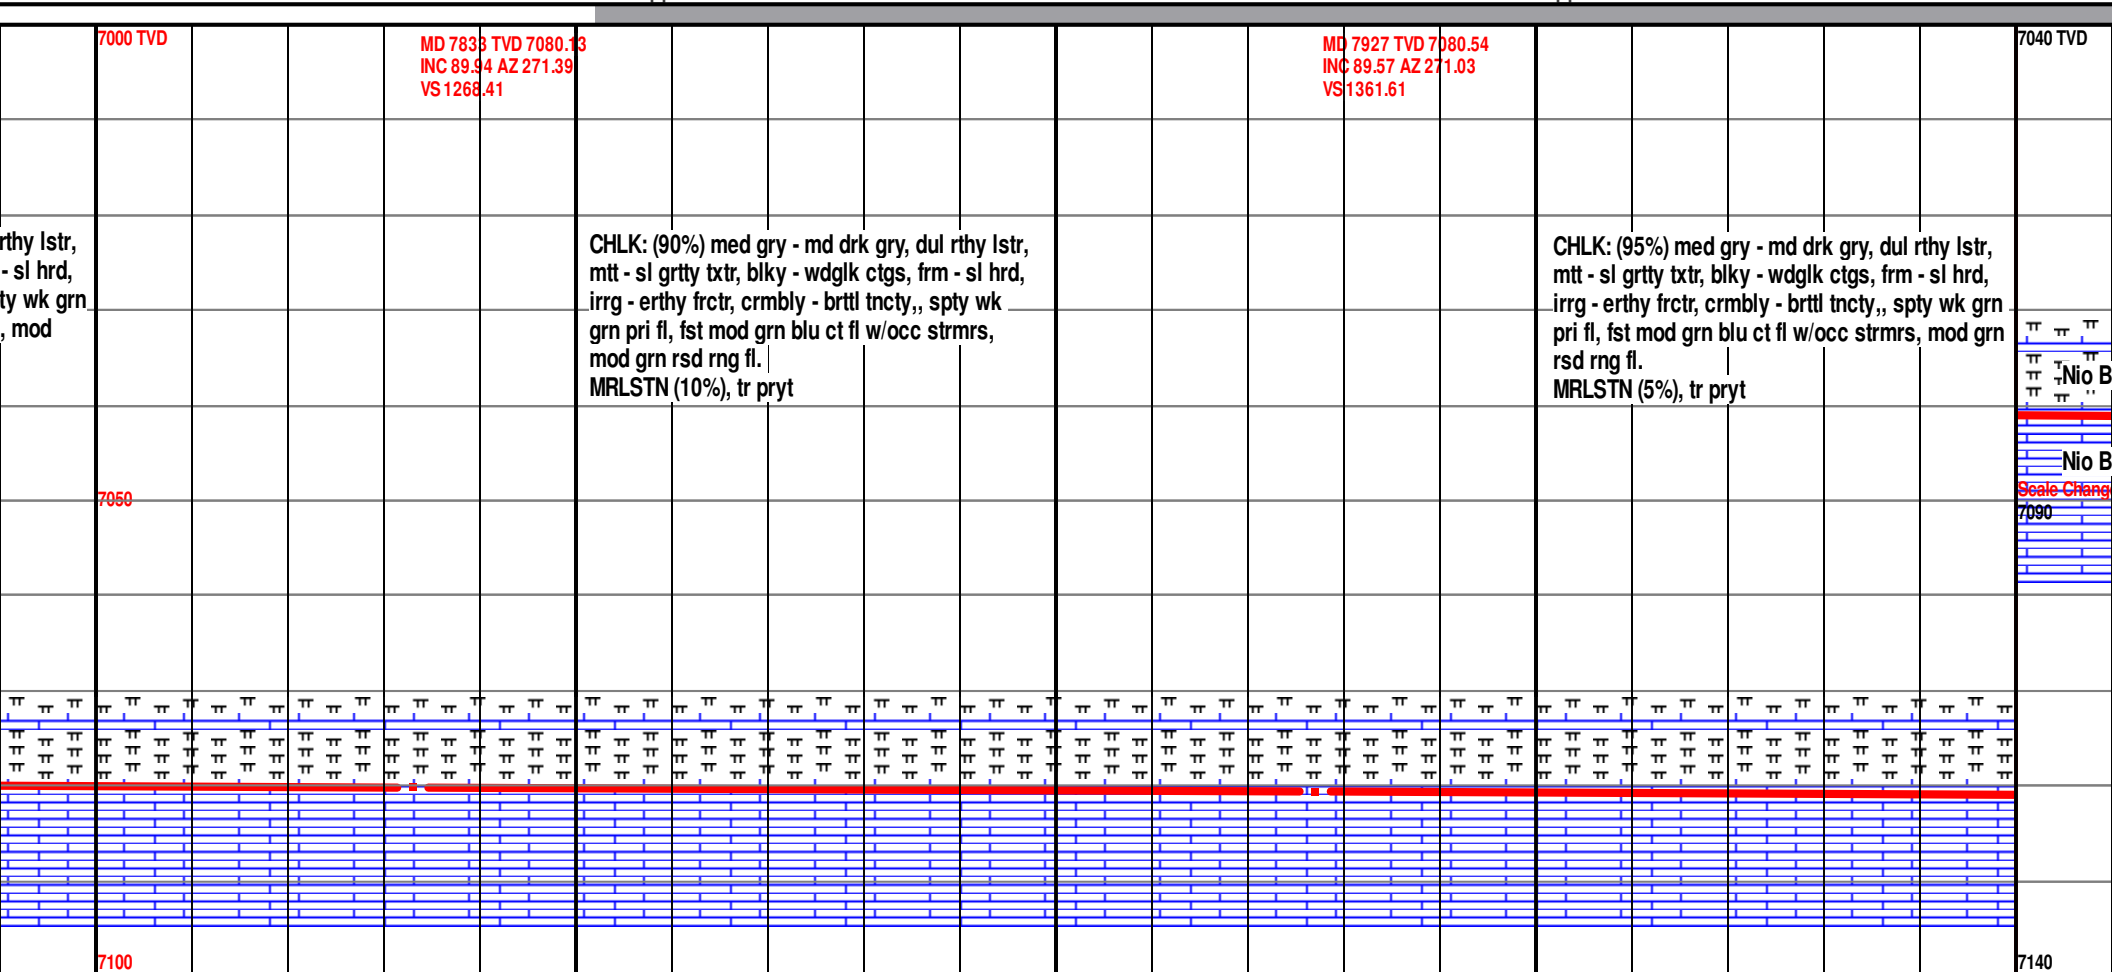 7000 TVD
MD 7833 TVD 7080.13
INC 89.94 AZ 271.39
VS 1268.41
MD 7927 TVD 7080.54
INC 89.57 AZ 271.03
VS 1361.61
7040 TVD
rthy lstr,
- sl hrd,
ty wk grn
, mod
CHLK: (90%) med gry - md drk gry, dul rthy lstr,
mtt - sl grtty txtr, blky - wdglk ctgs, frm - sl hrd,
irrg - erthy frctr, crmbly - brttl tncty,, spty wk
grn pri fl, fst mod grn blu ct fl w/occ strmrs,
mod grn rsd rng fl.
MRLSTN (10%), tr pryt
CHLK: (95%) med gry - md drk gry, dul rthy lstr,
mtt - sl grtty txtr, blky - wdglk ctgs, frm - sl hrd,
irrg - erthy frctr, crmbly - brttl tncty,, spty wk grn
pri fl, fst mod grn blu ct fl w/occ strmrs, mod grn
rsd rng fl.
MRLSTN (5%), tr pryt
Nio B
Nio B
Scale Chang
7050
7090
7100
7140